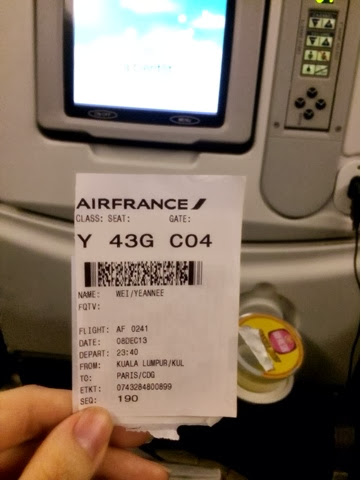 AIRFRANCE
CLASS: SEAT: GATE:
Y 43G C04
NAME: WEI/YEANNEE
FQTV:
FLIGHT: AF 0241
DATE: 08DEC13
DEPART: 23:40
FROM: KUALA LUMPUR/KUL
TO: PARIS/CDG
ETKT: 0743284800899
SEQ: 190